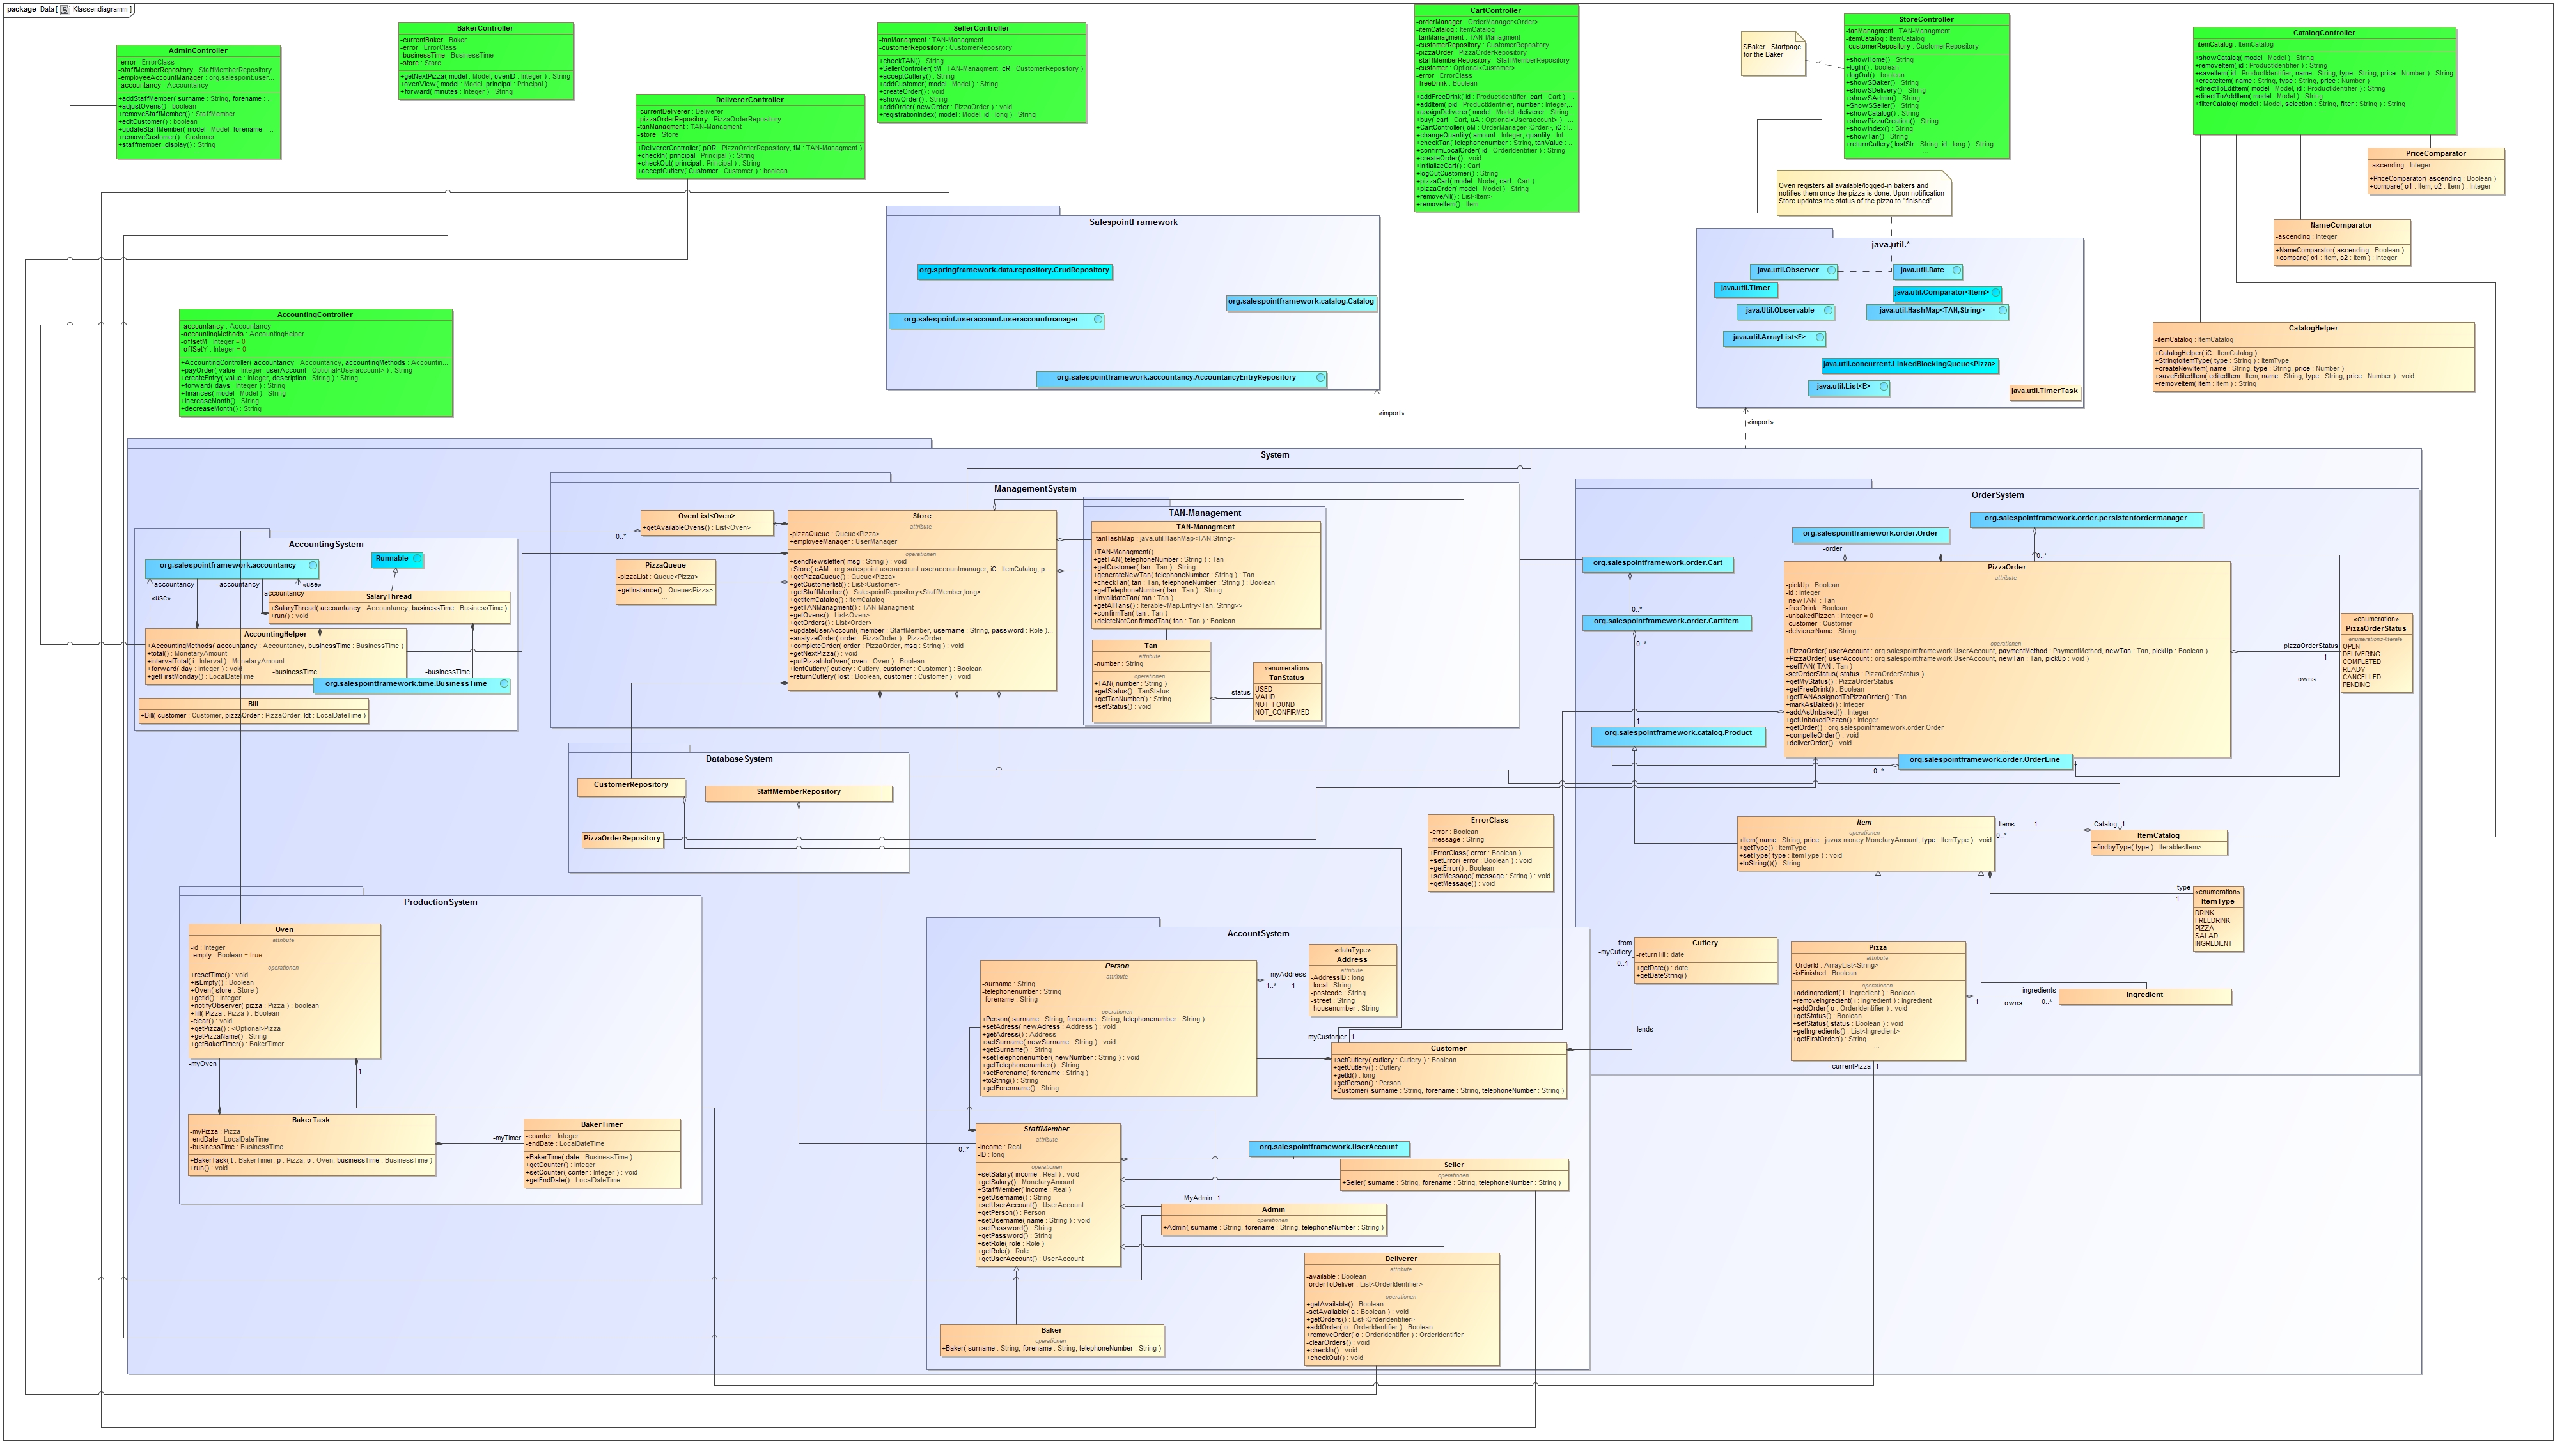 package Data [ Klassendiagramm ]
AdminController
-error : ErrorClass
-staffMemberRepository : StaffMemberRepository
-employeeAccountManager : org.salespoint.user...
-accountancy : Accountancy
+addStaffMember( surname : String, forename : ...
+adjustOvens() : boolean
+removeStaffMember() : StaffMember
+editCustomer() : boolean
+updateStaffMember( model : Model, forename : ...
+removeCustomer() : Customer
+staffmember_display() : String
BakerController
-currentBaker : Baker
-error : ErrorClass
-businessTime : BusinessTime
-store : Store
+getNextPizza( model : Model, ovenID : Integer ) : String
+ovenView( model : Model, principal : Principal )
+forward( minutes : Integer ) : String
DelivererController
-currentDeliverer : Deliverer
-pizzaOrderRepository : PizzaOrderRepository
-tanManagment : TAN-Managment
-store : Store
+DelivererController( pOR : PizzaOrderRepository, tM : TAN-Managment )
+checkIn( principal : Principal ) : String
+checkOut( principal : Principal ) : String
+acceptCutlery( Customer : Customer ) : boolean
SellerController
-tanManagment : TAN-Managment
-customerRepository : CustomerRepository
+checkTAN() : String
+SellerController( tM : TAN-Managment, cR : CustomerRepository )
+acceptCutlery() : String
+addCustomer( model : Model ) : String
+createOrder() : void
+showOrder() : String
+addOrder( newOrder : PizzaOrder ) : void
+registrationIndex( model : Model, id : long ) : String
CartController
-orderManager : OrderManager<Order>
-itemCatalog : ItemCatalog
-tanManagment : TAN-Managment
-customerRepository : CustomerRepository
-pizzaOrder : PizzaOrderRepository
-staffMemberRepository : StaffMemberRepository
-customer : Optional<Customer>
-error : ErrorClass
-freeDrink : Boolean
+addFreeDrink( id : ProductIdentifier, cart : Cart ) : ...
+addItem( pid : ProductIdentifier, number : Integer,...
+assginDeliverer( model : Model, deliverer : String...
+buy( cart : Cart, uA : Optional<Useraccount> ) : ...
+CartController( oM : OrderManager<Order>, iC : I...
+changeQuantity( amount : Integer, quantity : Int...
+checkTan( telephonenumber : String, tanValue : ...
+confirmLocalOrder( id : OrderIdentifier ) : String
+createOrder() : void
+initializeCart() : Cart
+logOutCustomer() : String
+pizzaCart( model : Model, cart : Cart )
+pizzaOrder( model : Model ) : String
+removeAll() : List<Item>
+removeItem() : Item
SBaker ..Startpage
for the Baker
StoreController
-tanManagment : TAN-Managment
-itemCatalog : ItemCatalog
-customerRepository : CustomerRepository
+showHome() : String
+logIn() : boolean
+logOut() : boolean
+showSBaker() : String
+showSDelivery() : String
+showSAdmin() : String
+ShowSSeller() : String
+showCatalog() : String
+showPizzaCreation() : String
+showIndex() : String
+showTan() : String
+returnCutlery( lostStr : String, id : long ) : String
CatalogController
-itemCatalog : ItemCatalog
+showCatalog( model : Model ) : String
+removeItem( id : ProductIdentifier ) : String
+saveItem( id : ProductIdentifier, name : String, type : String, price : Number ) : String
+createItem( name : String, type : String, price : Number )
+directToEditItem( model : Model, id : ProductIdentifier ) : String
+directToAddItem( model : Model ) : String
+filterCatalog( model : Model, selection : String, filter : String ) : String
PriceComparator
-ascending : Integer
+PriceComparator( ascending : Boolean )
+compare( o1 : Item, o2 : Item ) : Integer
NameComparator
-ascending : Integer
+NameComparator( ascending : Boolean )
+compare( o1 : Item, o2 : Item ) : Integer
Oven registers all available/logged-in bakers and
notifies them once the pizza is done. Upon notification
Store updates the status of the pizza to "finished".
AccountingController
-accountancy : Accountancy
-accountingMethods : AccountingHelper
-offsetM : Integer = 0
-offSetY : Integer = 0
+AccountingController( accountancy : Accountancy, accountingMethods : Accountin...
+payOrder( value : Integer, userAccount : Optional<Useraccount> ) : String
+createEntry( value : Integer, description : String ) : String
+forward( days : Integer ) : String
+finances( model : Model ) : String
+increaseMonth() : String
+decreaseMonth() : String
SalespointFramework
org.springframework.data.repository.CrudRepository
org.salespointframework.catalog.Catalog
org.salespoint.useraccount.useraccountmanager
org.salespointframework.accountancy.AccountancyEntryRepository
«import»
java.util.*
java.util.Observer
java.util.Date
java.util.Timer
java.util.Comparator<Item>
java.Util.Observable
java.util.HashMap<TAN,String>
java.util.ArrayList<E>
java.util.concurrent.LinkedBlockingQueue<Pizza>
java.util.List<E>
java.util.TimerTask
«import»
CatalogHelper
-itemCatalog : ItemCatalog
+CatalogHelper( iC : ItemCatalog )
+StringtoItemType( type : String ) : ItemType
+createNewItem( name : String, type : String, price : Number )
+saveEditedItem( editedItem : Item, name : String, type : String, price : Number ) : void
+removeItem( item : Item ) : String
System
AccountingSystem
org.salespointframework.accountancy
Runnable
-accountancy
-accountancy
«use»
«use»
accountancy
SalaryThread
+SalaryThread( accountancy : Accountancy, businessTime : BusinessTime )
+run() : void
AccountingHelper
+AccountingMethods( accountancy : Accountancy, businessTime : BusinessTime )
+total() : MonetaryAmount
+intervalTotal( i : Interval ) : MonetaryAmount
+forward( day : Integer ) : void
+getFirstMonday() : LocalDateTime
-businessTime
-businessTime
org.salespointframework.time.BusinessTime
Bill
+Bill( customer : Customer, pizzaOrder : PizzaOrder, ldt : LocalDateTime )
ManagementSystem
OvenList<Oven>
+getAvailableOvens() : List<Oven>
0..*
PizzaQueue
-pizzaList : Queue<Pizza>
+getInstance() : Queue<Pizza>
...
Store
attribute
-pizzaQueue : Queue<Pizza>
+employeeManager : UserManager
operationen
+sendNewsletter( msg : String ) : void
+Store( eAM : org.salespoint.useraccount.useraccountmanager, iC : ItemCatalog, p...
+getPizzaQueue() : Queue<Pizza>
+getCustomerlist() : List<Customer>
+getStaffMember() : SalespointRepository<StaffMember,long>
+getItemCatalog() : ItemCatalog
+getTANManagment() : TAN-Managment
+getOvens() : List<Oven>
+getOrders() : List<Order>
+updateUserAccount( member : StaffMember, username : String, password : Role )...
+analyzeOrder( order : PizzaOrder ) : PizzaOrder
+completeOrder( order : PizzaOrder, msg : String ) : void
+getNextPizza() : void
+putPizzaIntoOven( oven : Oven ) : Boolean
+lentCutlery( cutlery : Cutlery, customer : Customer ) : Boolean
+returnCutlery( lost : Boolean, customer : Customer ) : void
...
TAN-Management
TAN-Managment
-tanHashMap : java.util.HashMap<TAN,String>
+TAN-Managment()
+getTAN( telephoneNumber : String ) : Tan
+getCustomer( tan : Tan ) : String
+generateNewTan( telephoneNumber : String ) : Tan
+checkTan( tan : Tan, telephoneNumber : String ) : Boolean
+getTelephoneNumber( tan : Tan ) : String
+invalidateTan( tan : Tan )
+getAllTans() : Iterable<Map.Entry<Tan, String>>
+confirmTan( tan : Tan )
+deleteNotConfirmedTan( tan : Tan ) : Boolean
Tan
attribute
-number : String
operationen
+TAN( number : String )
+getStatus() : TanStatus
+getTanNumber() : String
+setStatus() : void
-status
«enumeration»
TanStatus
USED
VALID
NOT_FOUND
NOT_CONFIRMED
OrderSystem
org.salespointframework.order.persistentordermanager
org.salespointframework.order.Order
-order
0..*
org.salespointframework.order.Cart
0..*
org.salespointframework.order.CartItem
0..*
1
org.salespointframework.catalog.Product
PizzaOrder
attribute
-pickUp : Boolean
-id : Integer
-newTAN : Tan
-freeDrink : Boolean
-unbakedPizzen : Integer = 0
-customer : Customer
-delviererName : String
operationen
+PizzaOrder( userAccount : org.salespointframework.UserAccount, paymethod : PaymentMethod, newTan : Tan, pickUp : Boolean )
+PizzaOrder( userAccount : org.salespointframework.UserAccount, newTan : Tan, pickUp : void )
+setTAN( TAN : Tan )
-setOrderStatus( status : PizzaOrderStatus )
+getMyStatus() : PizzaOrderStatus
+getFreeDrink() : Boolean
+getTANAssignedToPizzaOrder() : Tan
+markAsBaked() : Integer
+addAsUnbaked() : Integer
+getUnbakedPizzen() : Integer
+getOrder() : org.salespointframework.order.Order
+compelteOrder() : void
+deliverOrder() : void
...
pizzaOrderStatus
1
owns
«enumeration»
PizzaOrderStatus
enumerations-literale
OPEN
DELIVERING
COMPLETED
READY
CANCELLED
PENDING
org.salespointframework.order.OrderLine
0..*
DatabaseSystem
CustomerRepository
StaffMemberRepository
PizzaOrderRepository
ErrorClass
-error : Boolean
-message : String
+ErrorClass( error : Boolean )
+setError( error : Boolean ) : void
+getError() : Boolean
+setMessage( message : String ) : void
+getMessage() : void
Item
operationen
+Item( name : String, price : javax.money.MonetaryAmount, type : ItemType ) : void
+getType() : ItemType
+setType( type : ItemType ) : void
+toString()() : String
-Items
1
0..*
-Catalog
1
ItemCatalog
+findbyType( type ) : Iterable<Item>
-type
1
«enumeration»
ItemType
DRINK
FREEDRINK
PIZZA
SALAD
INGREDIENT
Pizza
attribute
-OrderId : ArrayList<String>
-isFinished : Boolean
operationen
+addIngredient( i : Ingredient ) : Boolean
+removeIngredient( i : Ingredient ) : Ingredient
+addOrder( o : OrderIdentifier ) : void
+getStatus() : Boolean
+setStatus( status : Boolean ) : void
+getIngredients() : List<Ingredient>
+getFirstOrder() : String
...
ingredients
1
owns
0..*
Ingredient
-currentPizza
1
ProductionSystem
Oven
attribute
-id : Integer
-empty : Boolean = true
operationen
+resetTime() : void
+isEmpty() : Boolean
+Oven( store : Store )
+getId() : Integer
+notifyObserver( pizza : Pizza ) : boolean
+fill( Pizza : Pizza ) : Boolean
-clear() : void
+getPizza() : <Optional>Pizza
+getPizzaName() : String
+getBakerTimer() : BakerTimer
-myOven
1
BakerTask
-myPizza : Pizza
-endDate : LocalDateTime
-businessTime : BusinessTime
+BakerTask( t : BakerTimer, p : Pizza, o : Oven, businessTime : BusinessTime )
+run() : void
-myTimer
BakerTimer
-counter : Integer
-endDate : LocalDateTime
+BakerTime( date : BusinessTime )
+getCounter() : Integer
+setCounter( conter : Integer ) : void
+getEndDate() : LocalDateTime
AccountSystem
Person
attribute
-surname : String
-telephonenumber : String
-forename : String
operationen
+Person( surname : String, forename : String, telephonenumber : String )
+setAdress( newAdress : Address ) : void
+getAdress() : Address
+setSurname( newSurname : String ) : void
+getSurname() : String
+setTelephonenumber( newNumber : String ) : void
+getTelephonenumber() : String
+setForename( forename : String )
+toString() : String
+getForenname() : String
myAddress
1..*
1
«dataType»
Address
attribute
-AddressID : long
-local : String
-postcode : String
-street : String
-housenumber : String
from
-myCutlery
0..1
Cutlery
-returnTill : date
+getDate() : date
+getDateString()
lends
myCustomer
1
Customer
+setCutlery( cutlery : Cutlery ) : Boolean
+getCutlery() : Cutlery
+getId() : long
+getPerson() : Person
+Customer( surname : String, forename : String, telephoneNumber : String )
0..*
StaffMember
attribute
-income : Real
-ID : long
operationen
+setSalary( income : Real ) : void
+getSalary() : MonetaryAmount
+StaffMember( income : Real )
+getUsername() : String
+setUserAccount() : UserAccount
+getPerson() : Person
+setUsername( name : String ) : void
+setPassword() : String
+getPassword() : String
+setRole( role : Role )
+getRole() : Role
+getUserAccount() : UserAccount
org.salespointframework.UserAccount
Seller
operationen
+Seller( surname : String, forename : String, telephoneNumber : String )
MyAdmin
1
Admin
operationen
+Admin( surname : String, forename : String, telephoneNumber : String )
Deliverer
attribute
-available : Boolean
-orderToDeliver : List<OrderIdentifier>
operationen
+getAvailable() : Boolean
-setAvailable( a : Boolean ) : void
+getOrders() : List<OrderIdentifier>
+addOrder( o : OrderIdentifier ) : Boolean
+removeOrder( o : OrderIdentifier ) : OrderIdentifier
-clearOrders() : void
+checkIn() : void
+checkOut() : void
Baker
operationen
+Baker( surname : String, forename : String, telephoneNumber : String )